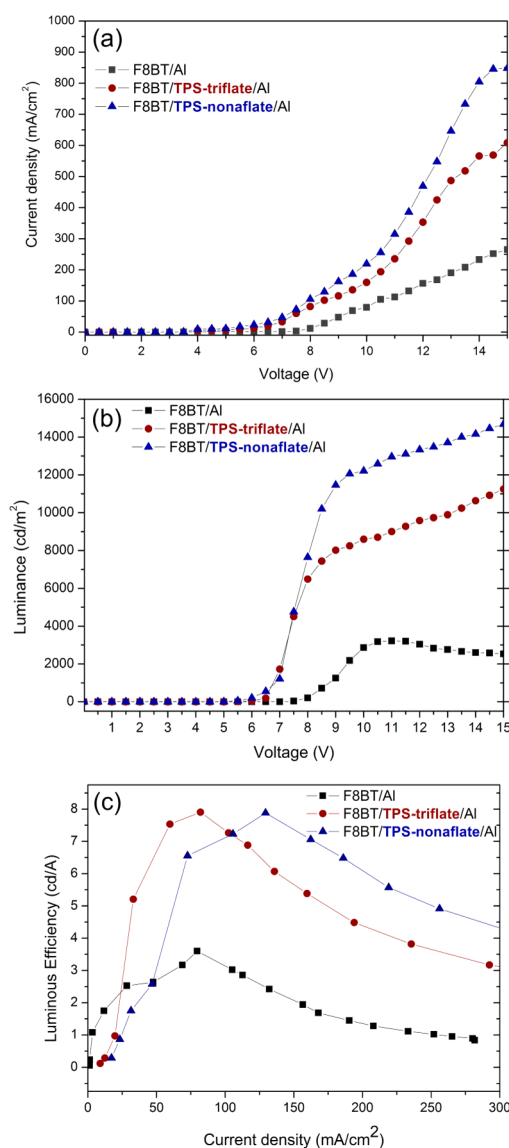 (a)
F8BT/Al
F8BT/TPS-triflate/Al
F8BT/TPS-nonaflate/Al
Current density (mA/cm²)
1000
900
800
700
600
500
400
300
200
100
0
0 2 4 6 8 10 12 14
Voltage (V)
(b)
F8BT/Al
F8BT/TPS-triflate/Al
F8BT/TPS-nonaflate/Al
Luminance (cd/m²)
16000
14000
12000
10000
8000
6000
4000
2000
0
1 2 3 4 5 6 7 8 9 10 11 12 13 14 15
Voltage (V)
(c)
F8BT/Al
F8BT/TPS-triflate/Al
F8BT/TPS-nonaflate/Al
Luminous Efficiency (cd/A)
8
7
6
5
4
3
2
1
0
0 50 100 150 200 250 300
Current density (mA/cm²)